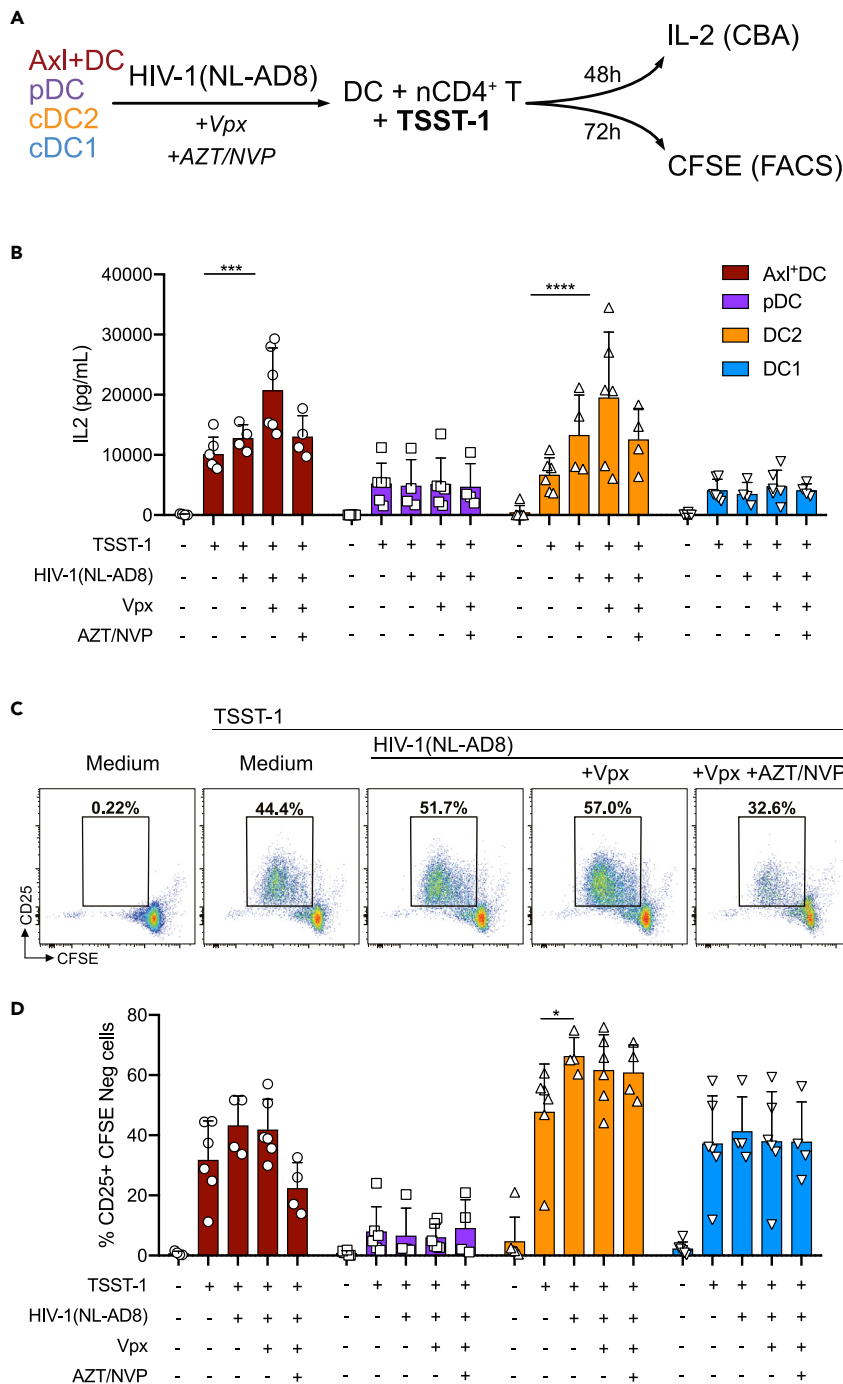 A
Axl+DC
pDC
cDC2
cDC1
HIV-1(NL-AD8)
+Vpx
+AZT/NVP
DC + nCD4⁺ T
+ TSST-1
48h
72h
IL-2 (CBA)
CFSE (FACS)
B
IL2 (pg/mL)
40000
30000
20000
10000
0
***
****
Axl⁺DC
pDC
DC2
DC1
TSST-1 - + + + + - + + + + - + + + + - + + + +
HIV-1(NL-AD8) - - + + + - - + + + - - + + + - - + + +
Vpx - - - + + - - - + + - - - + + - - - + +
AZT/NVP - - - - + - - - - + - - - - + - - - - +
C
TSST-1
HIV-1(NL-AD8)
Medium Medium +Vpx +Vpx +AZT/NVP
0.22% 44.4% 51.7% 57.0% 32.6%
CD25
CFSE
D
% CD25+ CFSE Neg cells
80
60
40
20
0
*
TSST-1 - + + + + - + + + + - + + + + - + + + +
HIV-1(NL-AD8) - - + + + - - + + + - - + + + - - + + +
Vpx - - - + + - - - + + - - - + + - - - + +
AZT/NVP - - - - + - - - - + - - - - + - - - - +